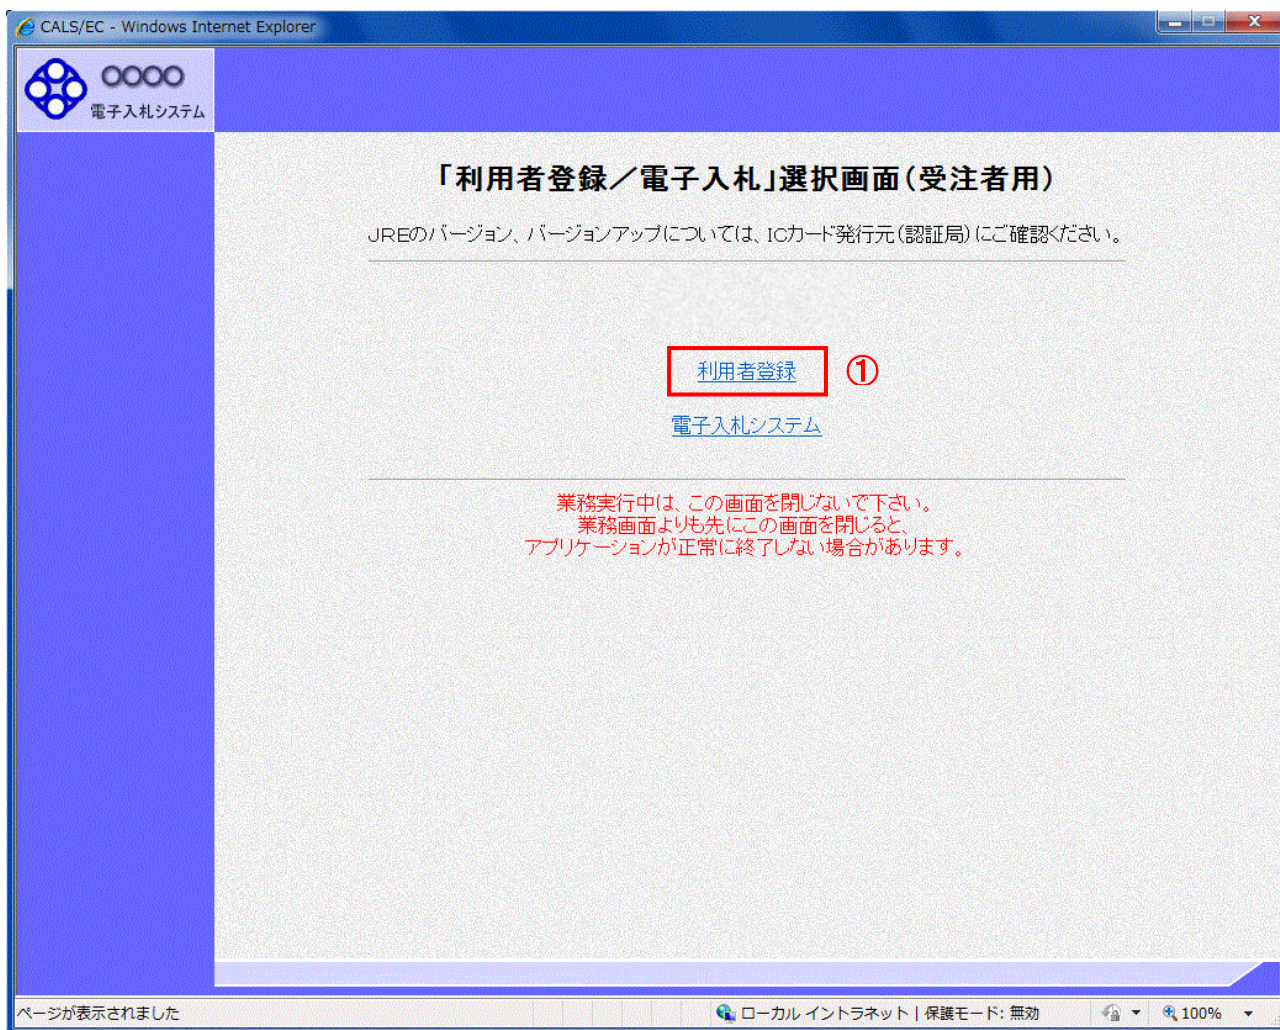 CALS/EC - Windows Internet Explorer
〇〇〇〇
電子入札システム
「利用者登録／電子入札」選択画面（受注者用）
JREのバージョン、バージョンアップについては、ICカード発行元（認証局）にご確認ください。
利用者登録 ①
電子入札システム
業務実行中は、この画面を閉じないで下さい。
業務画面よりも先にこの画面を閉じると、
アプリケーションが正常に終了しない場合があります。
ページが表示されました ローカル イントラネット | 保護モード: 無効 100%